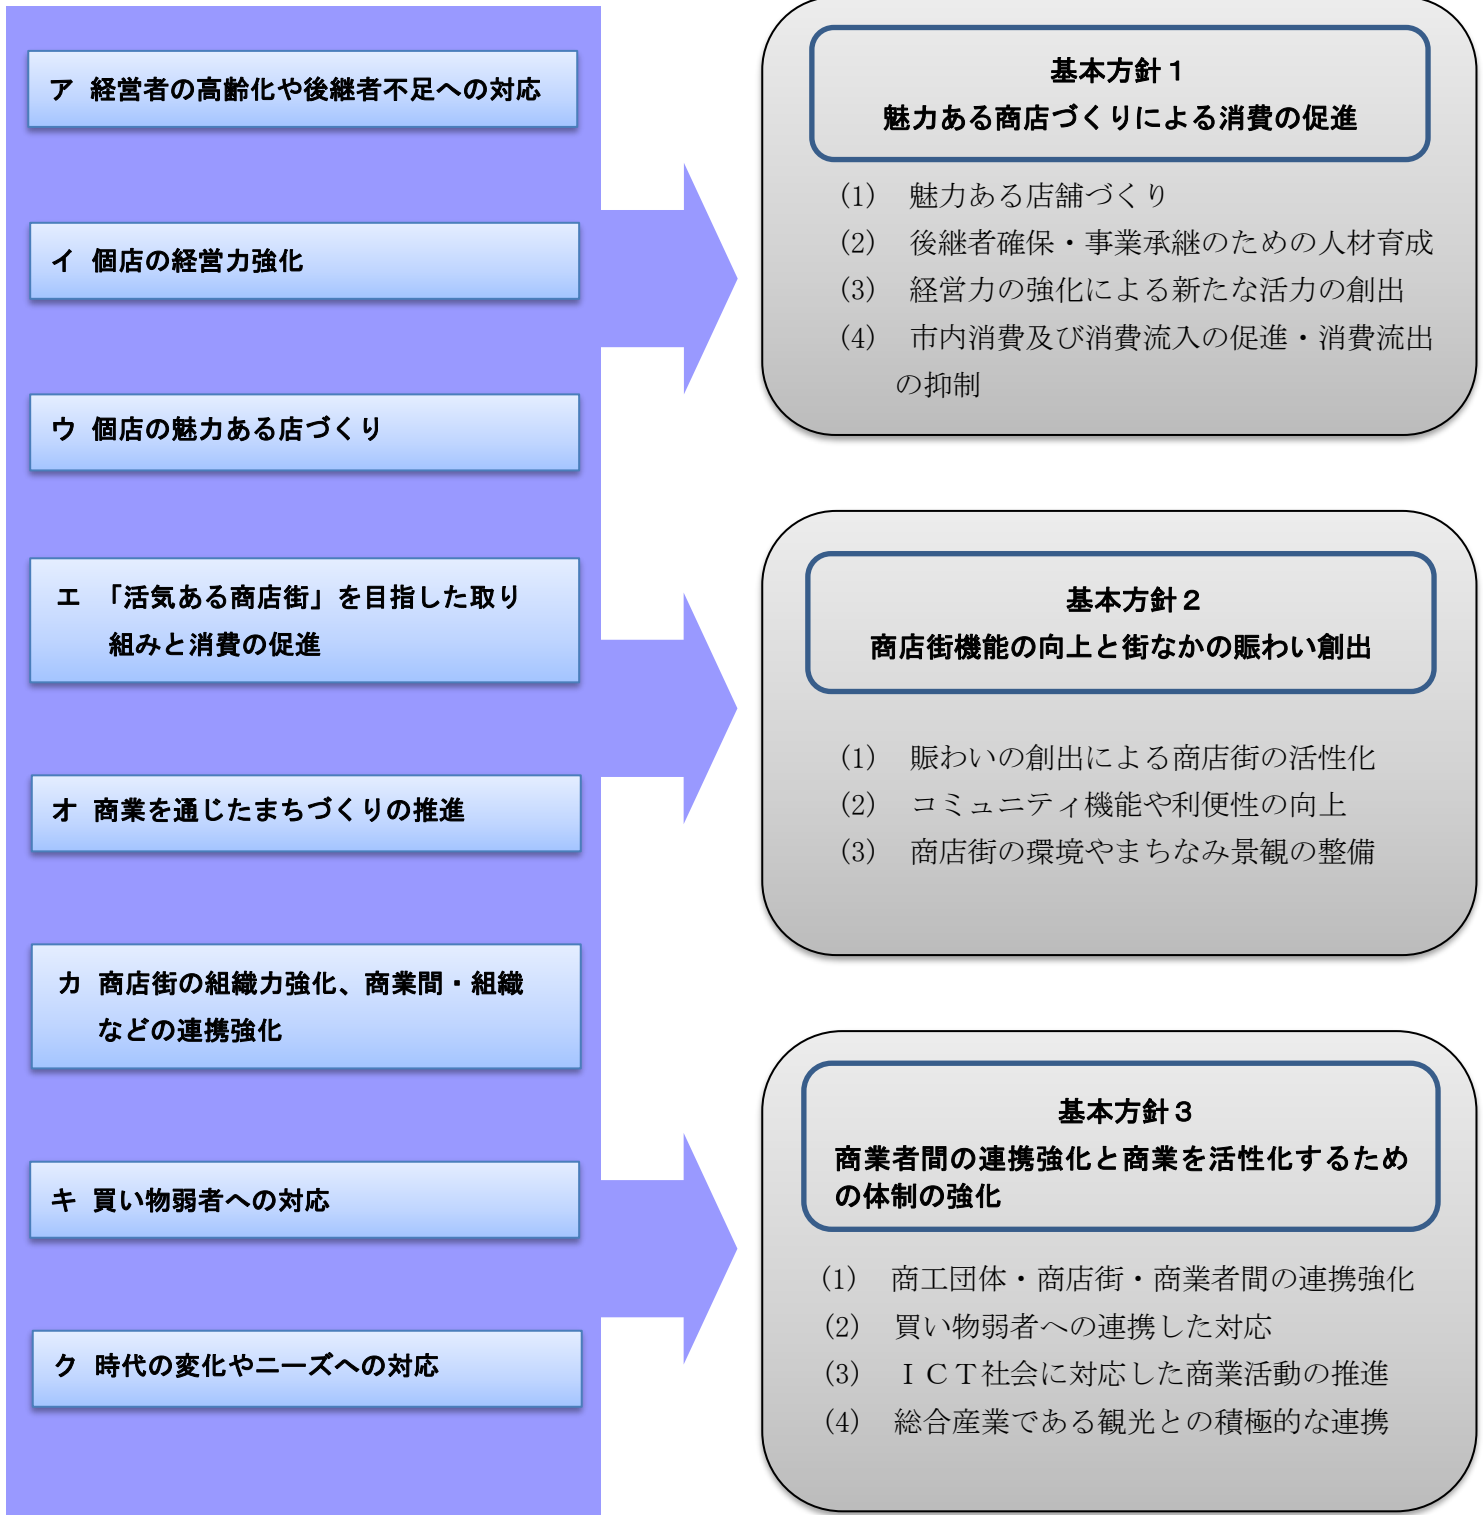 ア 経営者の高齢化や後継者不足への対応
イ 個店の経営力強化
ウ 個店の魅力ある店づくり
エ 「活気ある商店街」を目指した取り
組みと消費の促進
オ 商業を通じたまちづくりの推進
カ 商店街の組織力強化、商業間・組織
などの連携強化
キ 買い物弱者への対応
ク 時代の変化やニーズへの対応
基本方針１
魅力ある商店づくりによる消費の促進
(1) 魅力ある店舗づくり
(2) 後継者確保・事業承継のための人材育成
(3) 経営力の強化による新たな活力の創出
(4) 市内消費及び消費流入の促進・消費流出
の抑制
基本方針２
商店街機能の向上と街なかの賑わい創出
(1) 賑わいの創出による商店街の活性化
(2) コミュニティ機能や利便性の向上
(3) 商店街の環境やまちなみ景観の整備
基本方針３
商業者間の連携強化と商業を活性化するため
の体制の強化
(1) 商工団体・商店街・商業者間の連携強化
(2) 買い物弱者への連携した対応
(3) ＩＣＴ社会に対応した商業活動の推進
(4) 総合産業である観光との積極的な連携